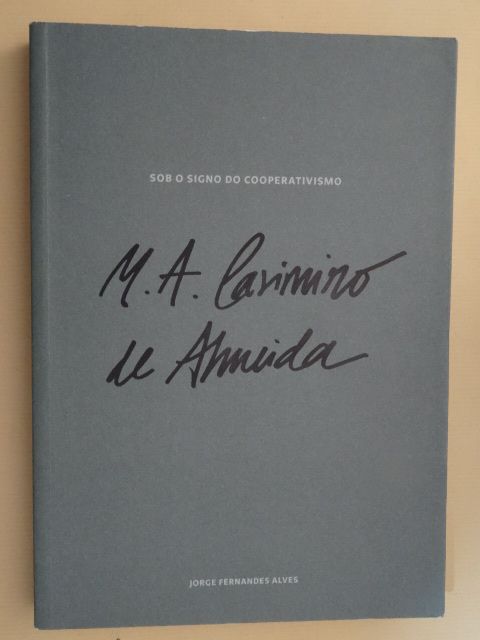 SOB O SIGNO DO COOPERATIVISMO
M. A. Casimiro
de Almeida
JORGE FERNANDES ALVES